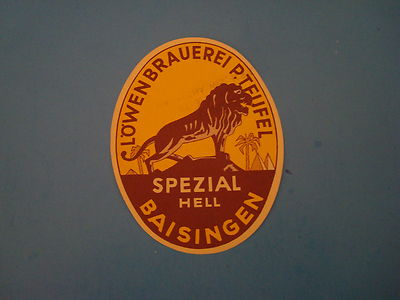 LÖWENBRAUEREI P.TEUFEL
SPEZIAL
HELL
BAISINGEN